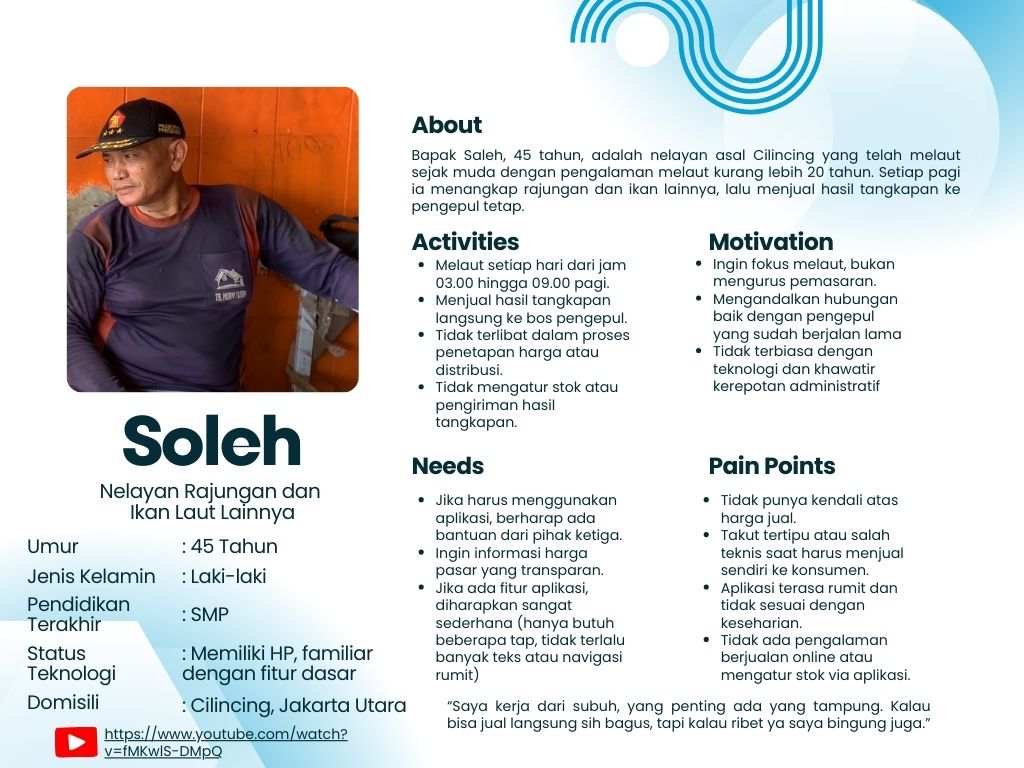 About
Bapak Saleh, 45 tahun, adalah nelayan asal Cilincing yang telah melaut
sejak muda dengan pengalaman melaut kurang lebih 20 tahun. Setiap pagi
ia menangkap rajungan dan ikan lainnya, lalu menjual hasil tangkapan ke
pengepul tetap.
Activities
Melaut setiap hari dari jam
03.00 hingga 09.00 pagi.
Menjual hasil tangkapan
langsung ke bos pengepul.
Tidak terlibat dalam proses
penetapan harga atau
distribusi.
Tidak mengatur stok atau
pengiriman hasil
tangkapan.
Motivation
Ingin fokus melaut, bukan
mengurus pemasaran.
Mengandalkan hubungan
baik dengan pengepul
yang sudah berjalan lama
Tidak terbiasa dengan
teknologi dan khawatir
kerepotan administratif
Soleh
Nelayan Rajungan dan
Ikan Laut Lainnya
Umur : 45 Tahun
Jenis Kelamin : Laki-laki
Pendidikan
Terakhir : SMP
Status : Memiliki HP, familiar
Teknologi dengan fitur dasar
Domisili : Cilincing, Jakarta Utara
https://www.youtube.com/watch?
v=fMKwlS-DMpQ
Needs
Jika harus menggunakan
aplikasi, berharap ada
bantuan dari pihak ketiga.
Ingin informasi harga
pasar yang transparan.
Jika ada fitur aplikasi,
diharapkan sangat
sederhana (hanya butuh
beberapa tap, tidak terlalu
banyak teks atau navigasi
rumit)
Pain Points
Tidak punya kendali atas
harga jual.
Takut tertipu atau salah
teknis saat harus menjual
sendiri ke konsumen.
Aplikasi terasa rumit dan
tidak sesuai dengan
keseharian.
Tidak ada pengalaman
berjualan online atau
mengatur stok via aplikasi.
“Saya kerja dari subuh, yang penting ada yang tampung. Kalau
bisa jual langsung sih bagus, tapi kalau ribet ya saya bingung juga.”